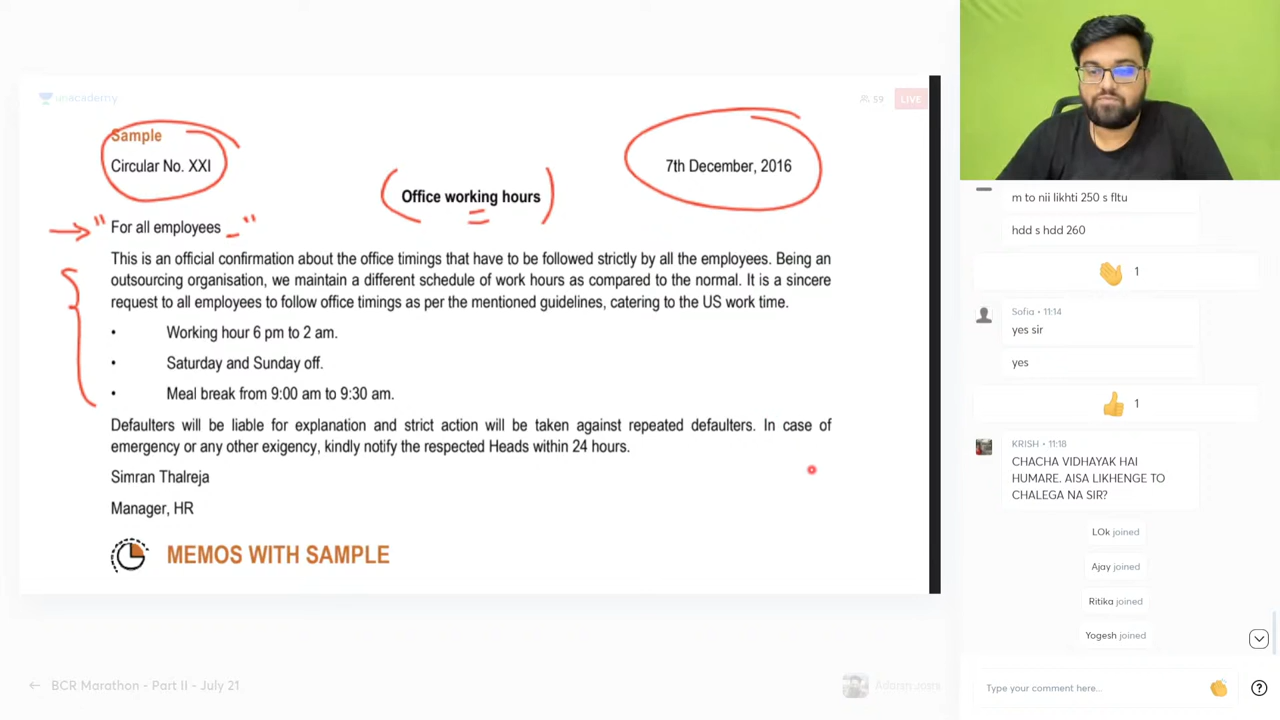 unacademy
59
LIVE
Sample
Circular No. XXI
7th December, 2016
Office working hours
" For all employees "
This is an official confirmation about the office timings that have to be followed strictly by all the employees. Being an
outsourcing organisation, we maintain a different schedule of work hours as compared to the normal. It is a sincere
request to all employees to follow office timings as per the mentioned guidelines, catering to the US work time.
• Working hour 6 pm to 2 am.
• Saturday and Sunday off.
• Meal break from 9:00 am to 9:30 am.
Defaulters will be liable for explanation and strict action will be taken against repeated defaulters. In case of
emergency or any other exigency, kindly notify the respected Heads within 24 hours.
Simran Thalreja
Manager, HR
MEMOS WITH SAMPLE
BCR Marathon - Part II - July 21
m to nii likhti 250 s fltu
hdd s hdd 260
1
Sofia • 11:14
yes sir
yes
1
KRISH • 11:18
CHACHA VIDHAYAK HAI
HUMARE. AISA LIKHENGE TO
CHALEGA NA SIR?
LOk joined
Ajay joined
Ritika joined
Yogesh joined
Type your comment here...
?